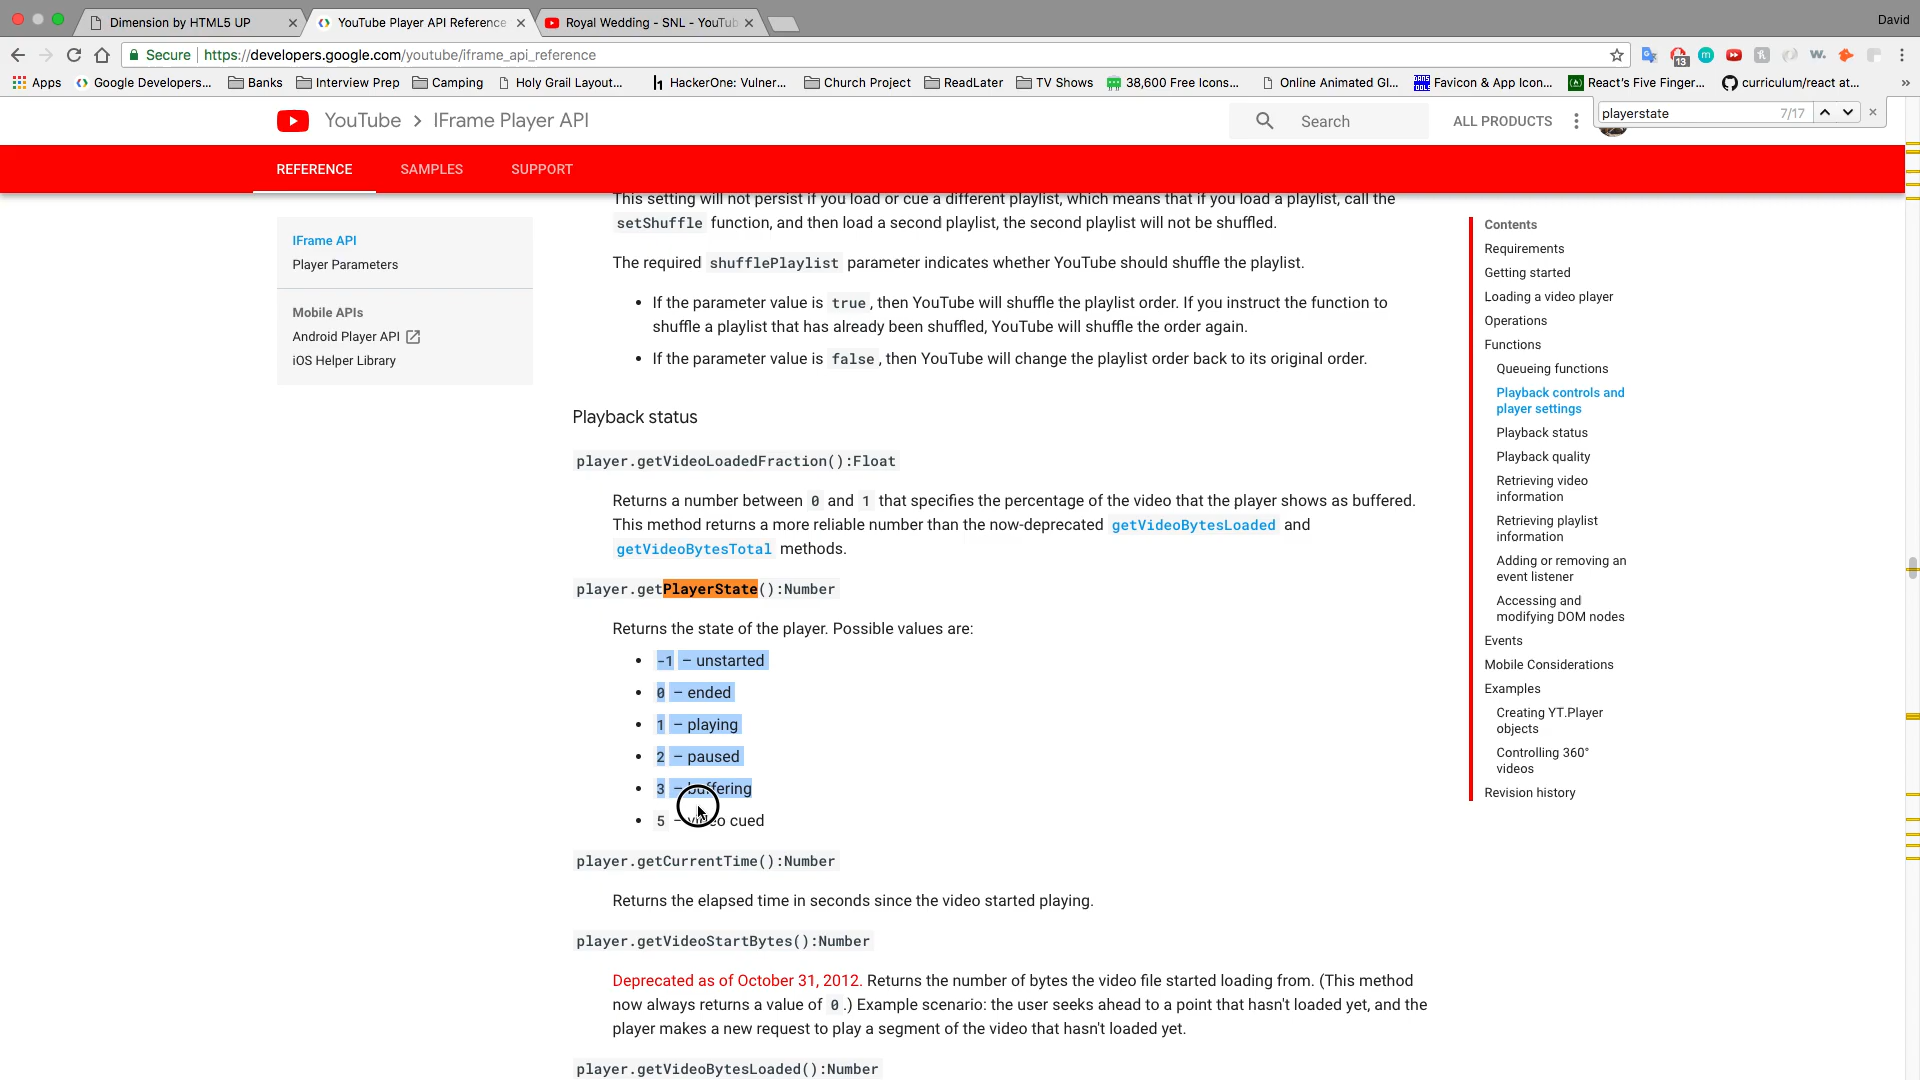 Dimension by HTML5 UP
YouTube Player API Reference
Royal Wedding - SNL - YouTub
David
Secure
https://developers.google.com/youtube/iframe_api_reference
13
Apps
Google Developers...
Banks
Interview Prep
Camping
Holy Grail Layout...
HackerOne: Vulner...
Church Project
ReadLater
TV Shows
38,600 Free Icons...
Online Animated Gl...
Favicon & App Icon...
React's Five Finger...
curriculum/react at...
»
playerstate 7/17
YouTube > IFrame Player API
Search
ALL PRODUCTS
REFERENCE
SAMPLES
SUPPORT
IFrame API
Player Parameters
Mobile APIs
Android Player API
iOS Helper Library
This setting will not persist if you load or cue a different playlist, which means that if you load a playlist, call the
setShuffle function, and then load a second playlist, the second playlist will not be shuffled.
The required shufflePlaylist parameter indicates whether YouTube should shuffle the playlist.
• If the parameter value is true, then YouTube will shuffle the playlist order. If you instruct the function to
shuffle a playlist that has already been shuffled, YouTube will shuffle the order again.
• If the parameter value is false, then YouTube will change the playlist order back to its original order.
Playback status
player.getVideoLoadedFraction():Float
Returns a number between 0 and 1 that specifies the percentage of the video that the player shows as buffered.
This method returns a more reliable number than the now-deprecated getVideoBytesLoaded and
getVideoBytesTotal methods.
player.getPlayerState():Number
Returns the state of the player. Possible values are:
• -1 – unstarted
• 0 – ended
• 1 – playing
• 2 – paused
• 3 – buffering
• 5 – video cued
player.getCurrentTime():Number
Returns the elapsed time in seconds since the video started playing.
player.getVideoStartBytes():Number
Deprecated as of October 31, 2012. Returns the number of bytes the video file started loading from. (This method
now always returns a value of 0.) Example scenario: the user seeks ahead to a point that hasn't loaded yet, and the
player makes a new request to play a segment of the video that hasn't loaded yet.
player.getVideoBytesLoaded():Number
Contents
Requirements
Getting started
Loading a video player
Operations
Functions
Queueing functions
Playback controls and
player settings
Playback status
Playback quality
Retrieving video
information
Retrieving playlist
information
Adding or removing an
event listener
Accessing and
modifying DOM nodes
Events
Mobile Considerations
Examples
Creating YT.Player
objects
Controlling 360°
videos
Revision history